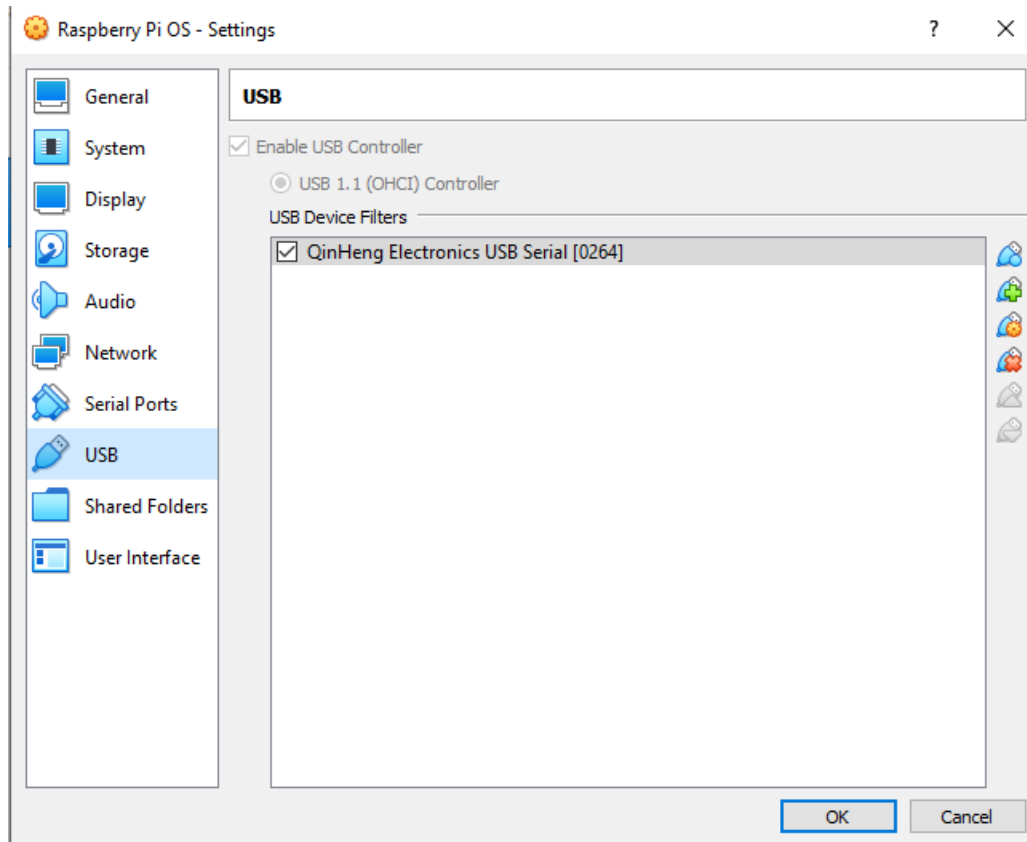 Raspberry Pi OS - Settings
?
General
System
Display
Storage
Audio
Network
Serial Ports
USB
Shared Folders
User Interface
USB
Enable USB Controller
USB 1.1 (OHCI) Controller
USB Device Filters
QinHeng Electronics USB Serial [0264]
OK
Cancel